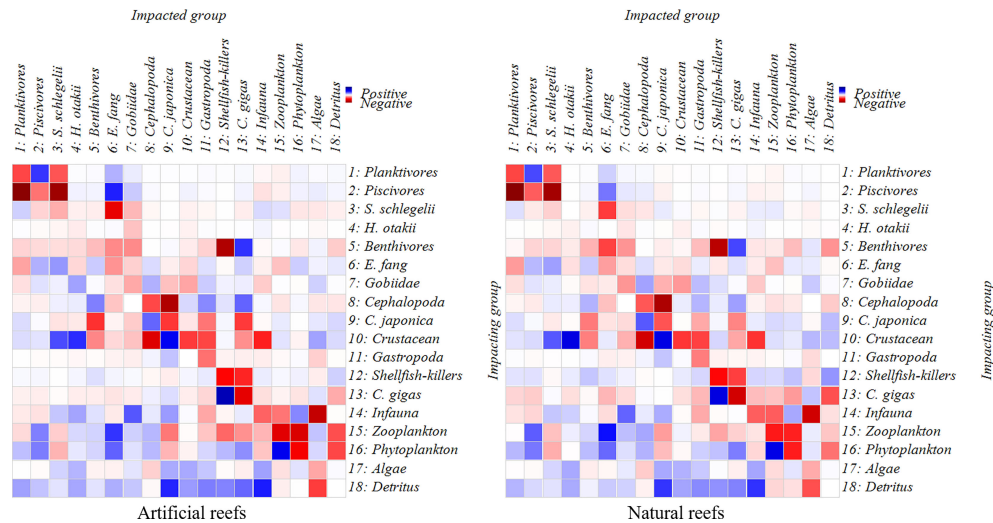 Impacted group
1: Planktivores
2: Piscivores
3: S. schlegelii
4: H. otakii
5: Benthivores
6: E. fang
7: Gobiidae
8: Cephalopoda
9: C. japonica
10: Crustacean
11: Gastropoda
12: Shellfish-killers
13: C. gigas
14: Infauna
15: Zooplankton
16: Phytoplankton
17: Algae
18: Detritus
Positive
Negative
1: Planktivores
2: Piscivores
3: S. schlegelii
4: H. otakii
5: Benthivores
6: E. fang
7: Gobiidae
8: Cephalopoda
9: C. japonica
10: Crustacean
11: Gastropoda
12: Shellfish-killers
13: C. gigas
14: Infauna
15: Zooplankton
16: Phytoplankton
17: Algae
18: Detritus
Impacting group
Artificial reefs
Impacted group
1: Planktivores
2: Piscivores
3: S. schlegelii
4: H. otakii
5: Benthivores
6: E. fang
7: Gobiidae
8: Cephalopoda
9: C. japonica
10: Crustacean
11: Gastropoda
12: Shellfish-killers
13: C. gigas
14: Infauna
15: Zooplankton
16: Phytoplankton
17: Algae
18: Detritus
Positive
Negative
1: Planktivores
2: Piscivores
3: S. schlegelii
4: H. otakii
5: Benthivores
6: E. fang
7: Gobiidae
8: Cephalopoda
9: C. japonica
10: Crustacean
11: Gastropoda
12: Shellfish-killers
13: C. gigas
14: Infauna
15: Zooplankton
16: Phytoplankton
17: Algae
18: Detritus
Impacting group
Natural reefs